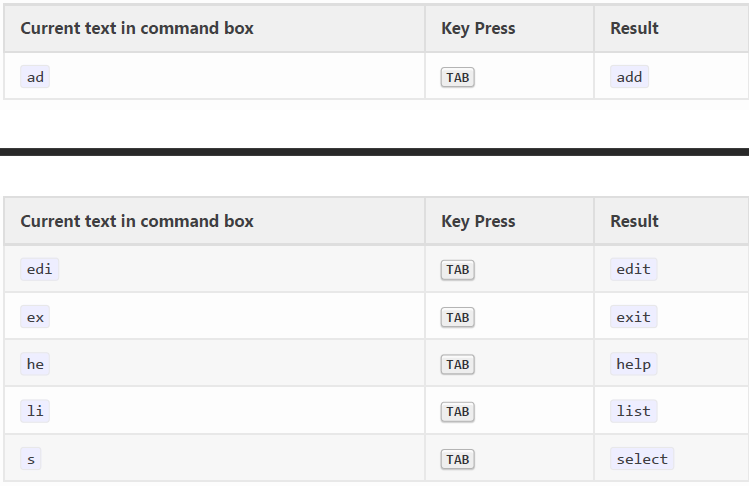 Current text in command box Key Press Result
ad TAB add
Current text in command box Key Press Result
edi TAB edit
ex TAB exit
he TAB help
li TAB list
s TAB select